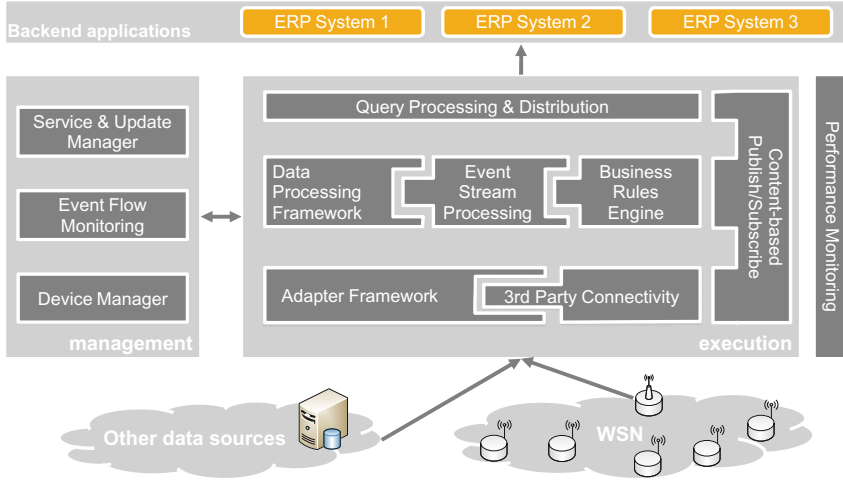 Backend applications
ERP System 1
ERP System 2
ERP System 3
Service & Update
Manager
Event Flow
Monitoring
Device Manager
management
Query Processing & Distribution
Data
Processing
Framework
Event
Stream
Processing
Business
Rules
Engine
Adapter Framework
3rd Party Connectivity
Content-based
Publish/Subscribe
execution
Performance Monitoring
Other data sources
WSN